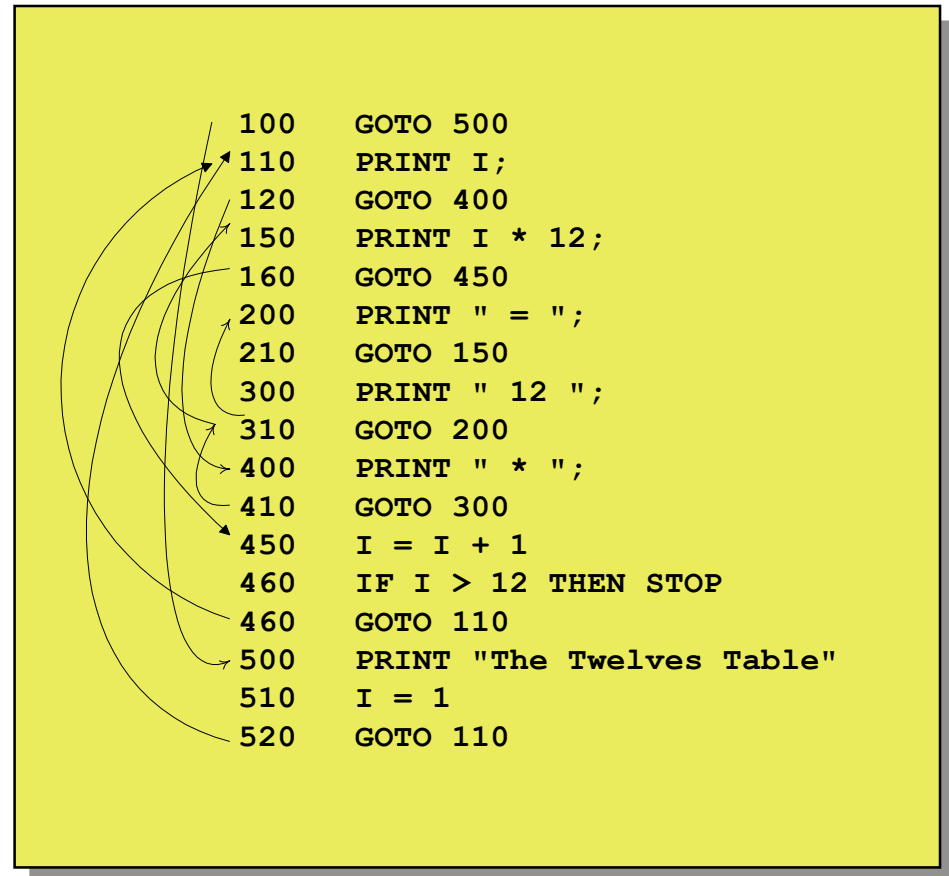 100 GOTO 500
110 PRINT I;
120 GOTO 400
150 PRINT I * 12;
160 GOTO 450
200 PRINT " = ";
210 GOTO 150
300 PRINT " 12 ";
310 GOTO 200
400 PRINT " * ";
410 GOTO 300
450 I = I + 1
460 IF I > 12 THEN STOP
460 GOTO 110
500 PRINT "The Twelves Table"
510 I = 1
520 GOTO 110